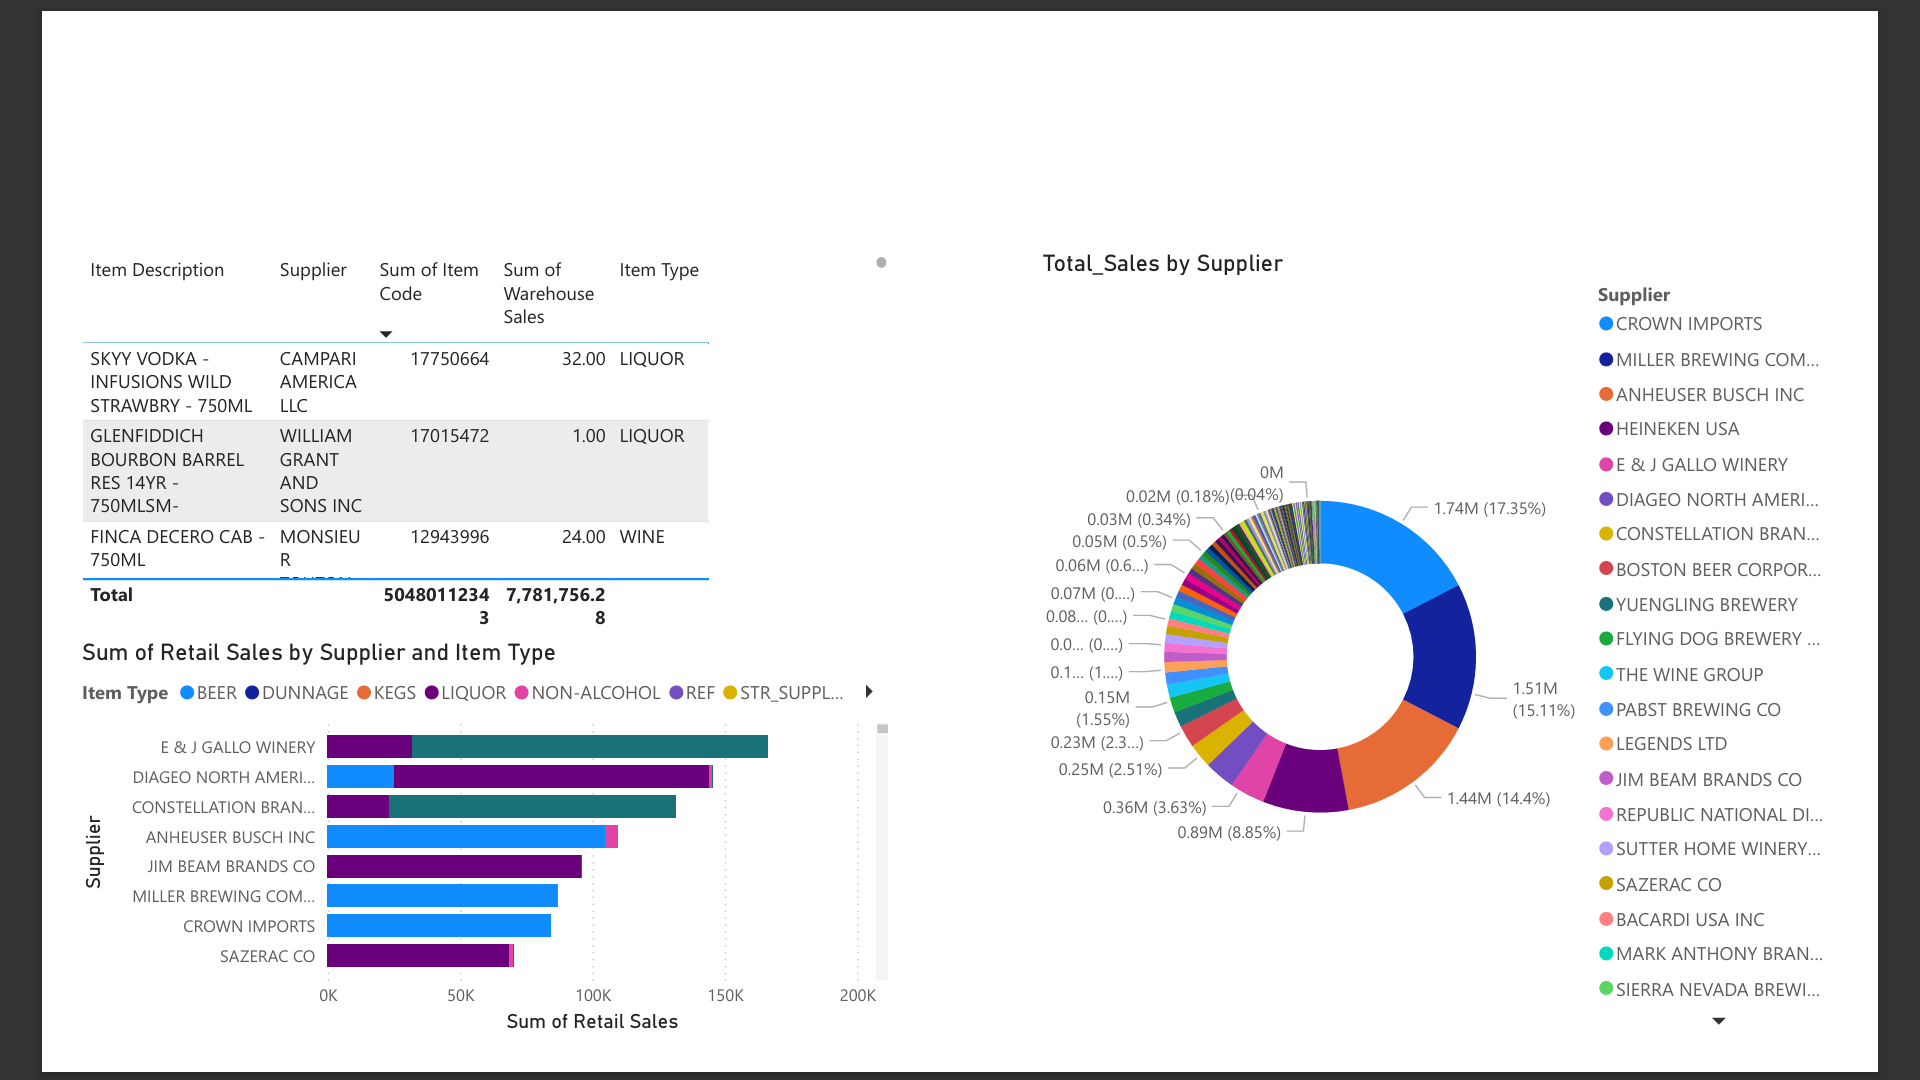 Item Description
Supplier
Sum of Item
Code
Sum of
Warehouse
Sales
Item Type
SKYY VODKA -
INFUSIONS WILD
STRAWBRY - 750ML
CAMPARI
AMERICA
LLC
17750664
32.00
LIQUOR
GLENFIDDICH
BOURBON BARREL
RES 14YR -
750MLSM-
WILLIAM
GRANT
AND
SONS INC
17015472
1.00
LIQUOR
FINCA DECERO CAB -
750ML
MONSIEU
R
12943996
24.00
WINE
Total
5048011234
3
7,781,756.2
8
Sum of Retail Sales by Supplier and Item Type
Item Type
BEER
DUNNAGE
KEGS
LIQUOR
NON-ALCOHOL
REF
STR_SUPPL...
Supplier
E & J GALLO WINERY
DIAGEO NORTH AMERI...
CONSTELLATION BRAN...
ANHEUSER BUSCH INC
JIM BEAM BRANDS CO
MILLER BREWING COM...
CROWN IMPORTS
SAZERAC CO
0K
50K
100K
150K
200K
Sum of Retail Sales
Total_Sales by Supplier
0M
(0.04%)
0.02M (0.18%)
0.03M (0.34%)
0.05M (0.5%)
0.06M (0.6...)
0.07M (0....)
0.08... (0....)
0.0... (0....)
0.1... (1....)
0.15M
(1.55%)
0.23M (2.3...)
0.25M (2.51%)
0.36M (3.63%)
0.89M (8.85%)
1.44M (14.4%)
1.51M
(15.11%)
1.74M (17.35%)
Supplier
CROWN IMPORTS
MILLER BREWING COM...
ANHEUSER BUSCH INC
HEINEKEN USA
E & J GALLO WINERY
DIAGEO NORTH AMERI...
CONSTELLATION BRAN...
BOSTON BEER CORPOR...
YUENGLING BREWERY
FLYING DOG BREWERY ...
THE WINE GROUP
PABST BREWING CO
LEGENDS LTD
JIM BEAM BRANDS CO
REPUBLIC NATIONAL DI...
SUTTER HOME WINERY...
SAZERAC CO
BACARDI USA INC
MARK ANTHONY BRAN...
SIERRA NEVADA BREWI...